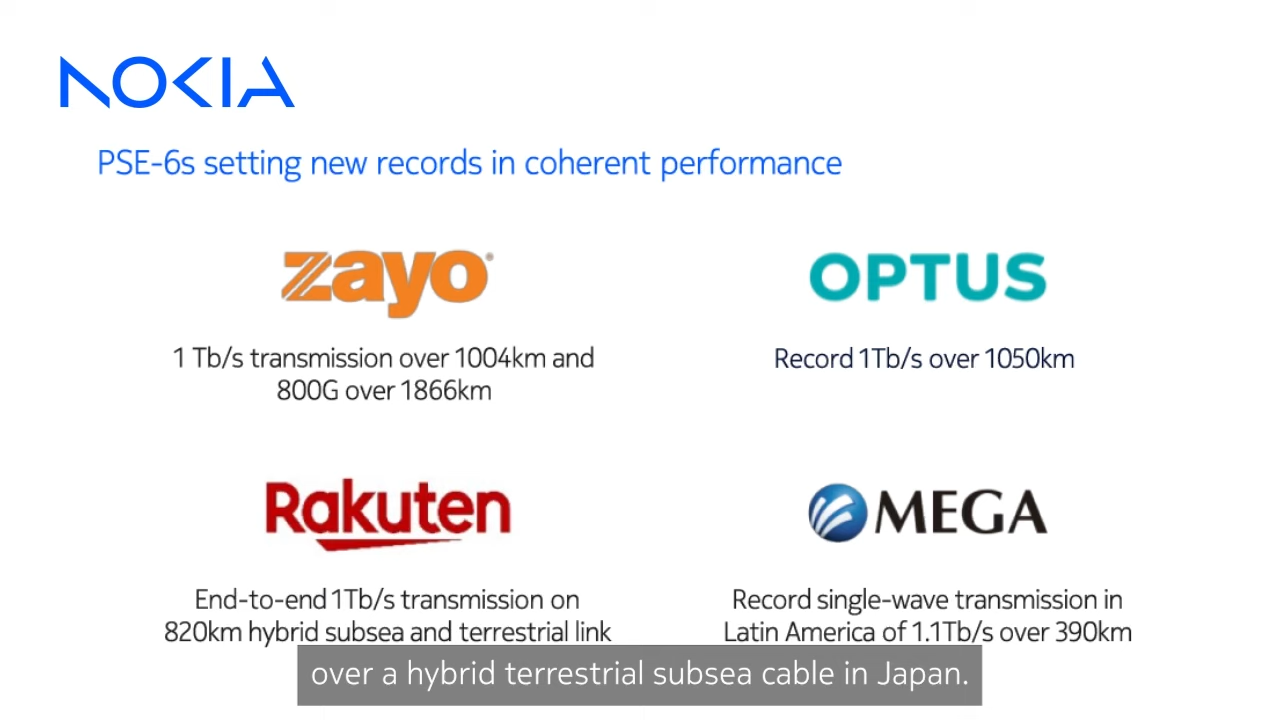 NOKIA
PSE-6s setting new records in coherent performance
zayo
1 Tb/s transmission over 1004km and
800G over 1866km
OPTUS
Record 1Tb/s over 1050km
Rakuten
End-to-end 1Tb/s transmission on
820km hybrid subsea and terrestrial link
MEGA
Record single-wave transmission in
Latin America of 1.1Tb/s over 390km
over a hybrid terrestrial subsea cable in Japan.